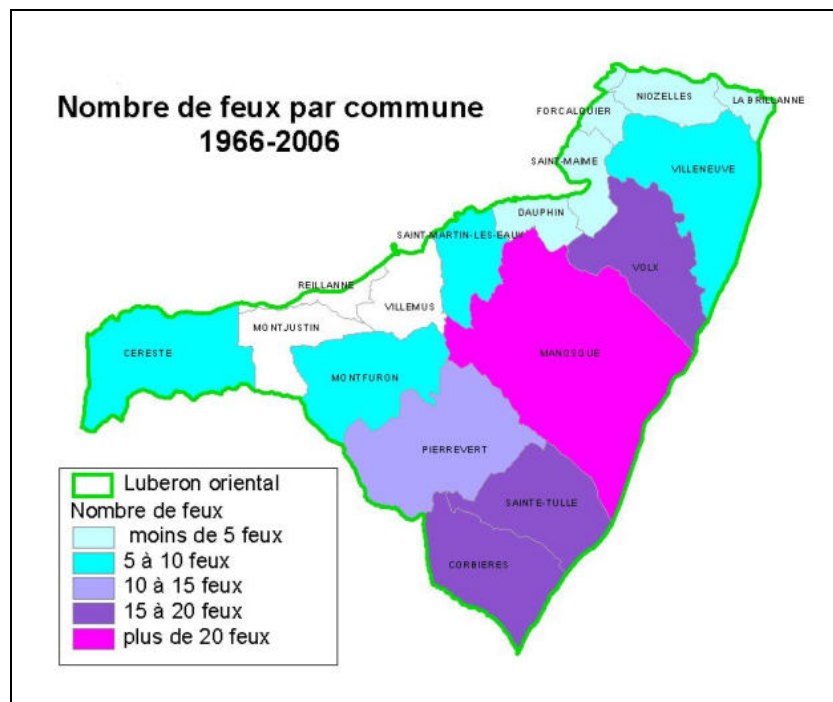 Nombre de feux par commune
1966-2006
NIOZELLES
LA BRILLANNE
FORCALQUIER
SAINT-MAIME
VILLENEUVE
DAUPHIN
SAINT-MARTIN-LES-EAUX
VOLX
REILLANNE
VILLEMUS
MONTJUSTIN
CERESTE
MANOSQUE
MONTFURON
PIERREVERT
SAINTE-TULLE
CORBIERES
Luberon oriental
Nombre de feux
moins de 5 feux
5 à 10 feux
10 à 15 feux
15 à 20 feux
plus de 20 feux